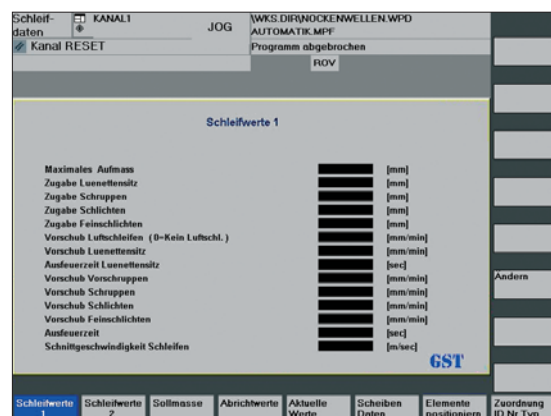 Schleif-
daten
KANAL1
JOG
\WKS.DIR\NOCKENWELLEN.WPD
AUTOMATIK.MPF
Kanal RESET
Programm abgebrochen
ROV
Schleifwerte 1
Maximales Aufmass [mm]
Zugabe Luenettensitz [mm]
Zugabe Schruppen [mm]
Zugabe Schlichten [mm]
Zugabe Feinschlichten [mm]
Vorschub Luftschleifen (0=Kein Luftschl.) [mm/min]
Vorschub Luenettensitz [mm/min]
Ausfeuerzeit Luenettensitz [sec]
Vorschub Vorschruppen [mm/min]
Vorschub Schruppen [mm/min]
Vorschub Schlichten [mm/min]
Vorschub Feinschlichten [mm/min]
Ausfeuerzeit [sec]
Schnittgeschwindigkeit Schleifen [m/sec]
Ändern
GST
Schleifwerte 1
Schleifwerte 2
Sollmasse
Abrichtwerte
Aktuelle Werte
Scheiben Daten
Elemente positionieren
Zuordnung ID Nr Typ